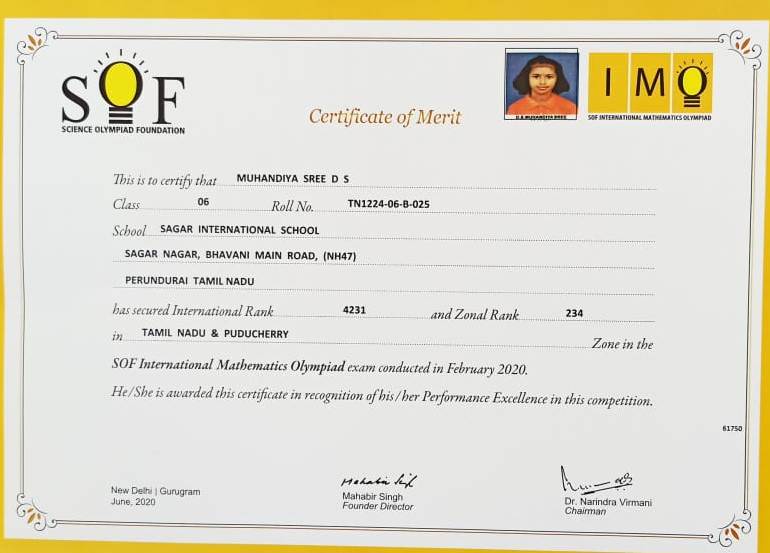 SOF
SCIENCE OLYMPIAD FOUNDATION
Certificate of Merit
D.S.MUHANDIYA SREE
IMO
SOF INTERNATIONAL MATHEMATICS OLYMPIAD
This is to certify that MUHANDIYA SREE D S
Class 06 Roll No. TN1224-06-B-025
School SAGAR INTERNATIONAL SCHOOL
SAGAR NAGAR, BHAVANI MAIN ROAD, (NH47)
PERUNDURAI TAMIL NADU
has secured International Rank 4231 and Zonal Rank 234
in TAMIL NADU & PUDUCHERRY Zone in the
SOF International Mathematics Olympiad exam conducted in February 2020.
He/She is awarded this certificate in recognition of his/her Performance Excellence in this competition.
61750
New Delhi | Gurugram
June, 2020
Mahabir Singh
Founder Director
Dr. Narindra Virmani
Chairman